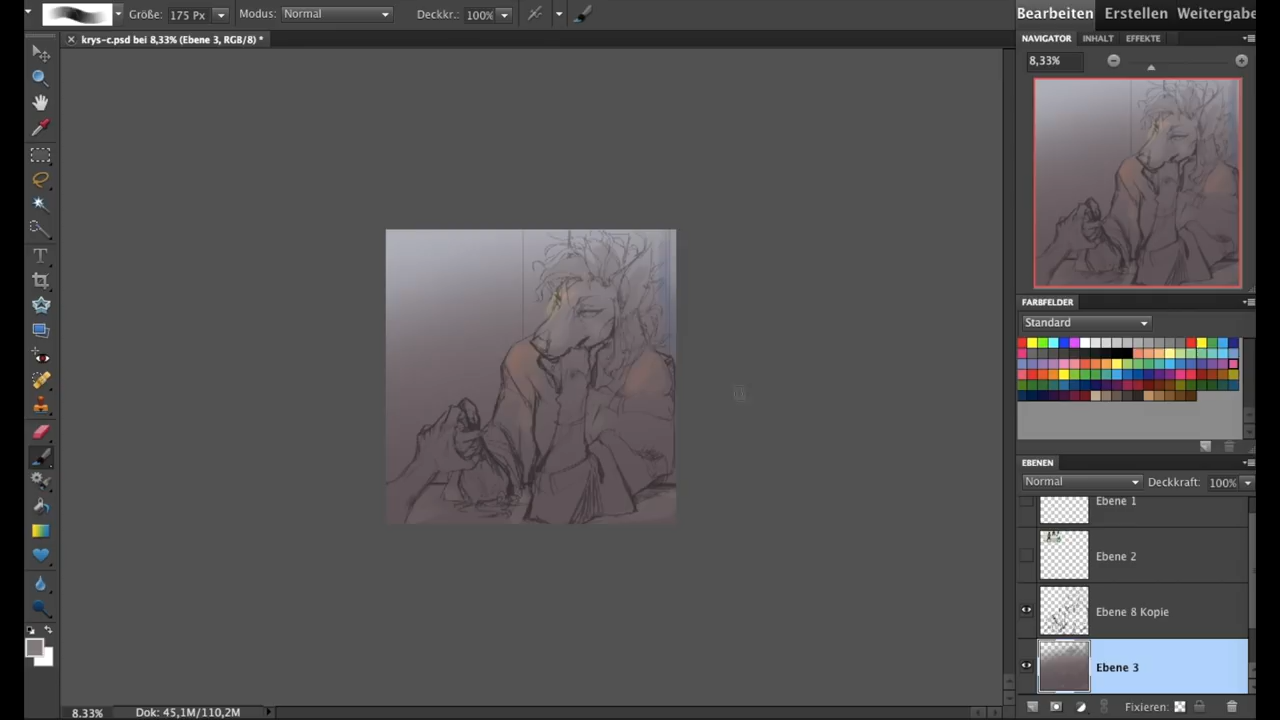 Größe: 175 Px Modus: Normal Deckkr.: 100%
Bearbeiten Erstellen Weitergabe
krys-c.psd bei 8,33% (Ebene 3, RGB/8) *
NAVIGATOR INHALT EFFEKTE
8,33%
FARBFELDER
Standard
EBENEN
Normal Deckkraft: 100%
Ebene 1
Ebene 2
Ebene 8 Kopie
Ebene 3
Fixieren:
8.33% Dok: 45,1M/110,2M